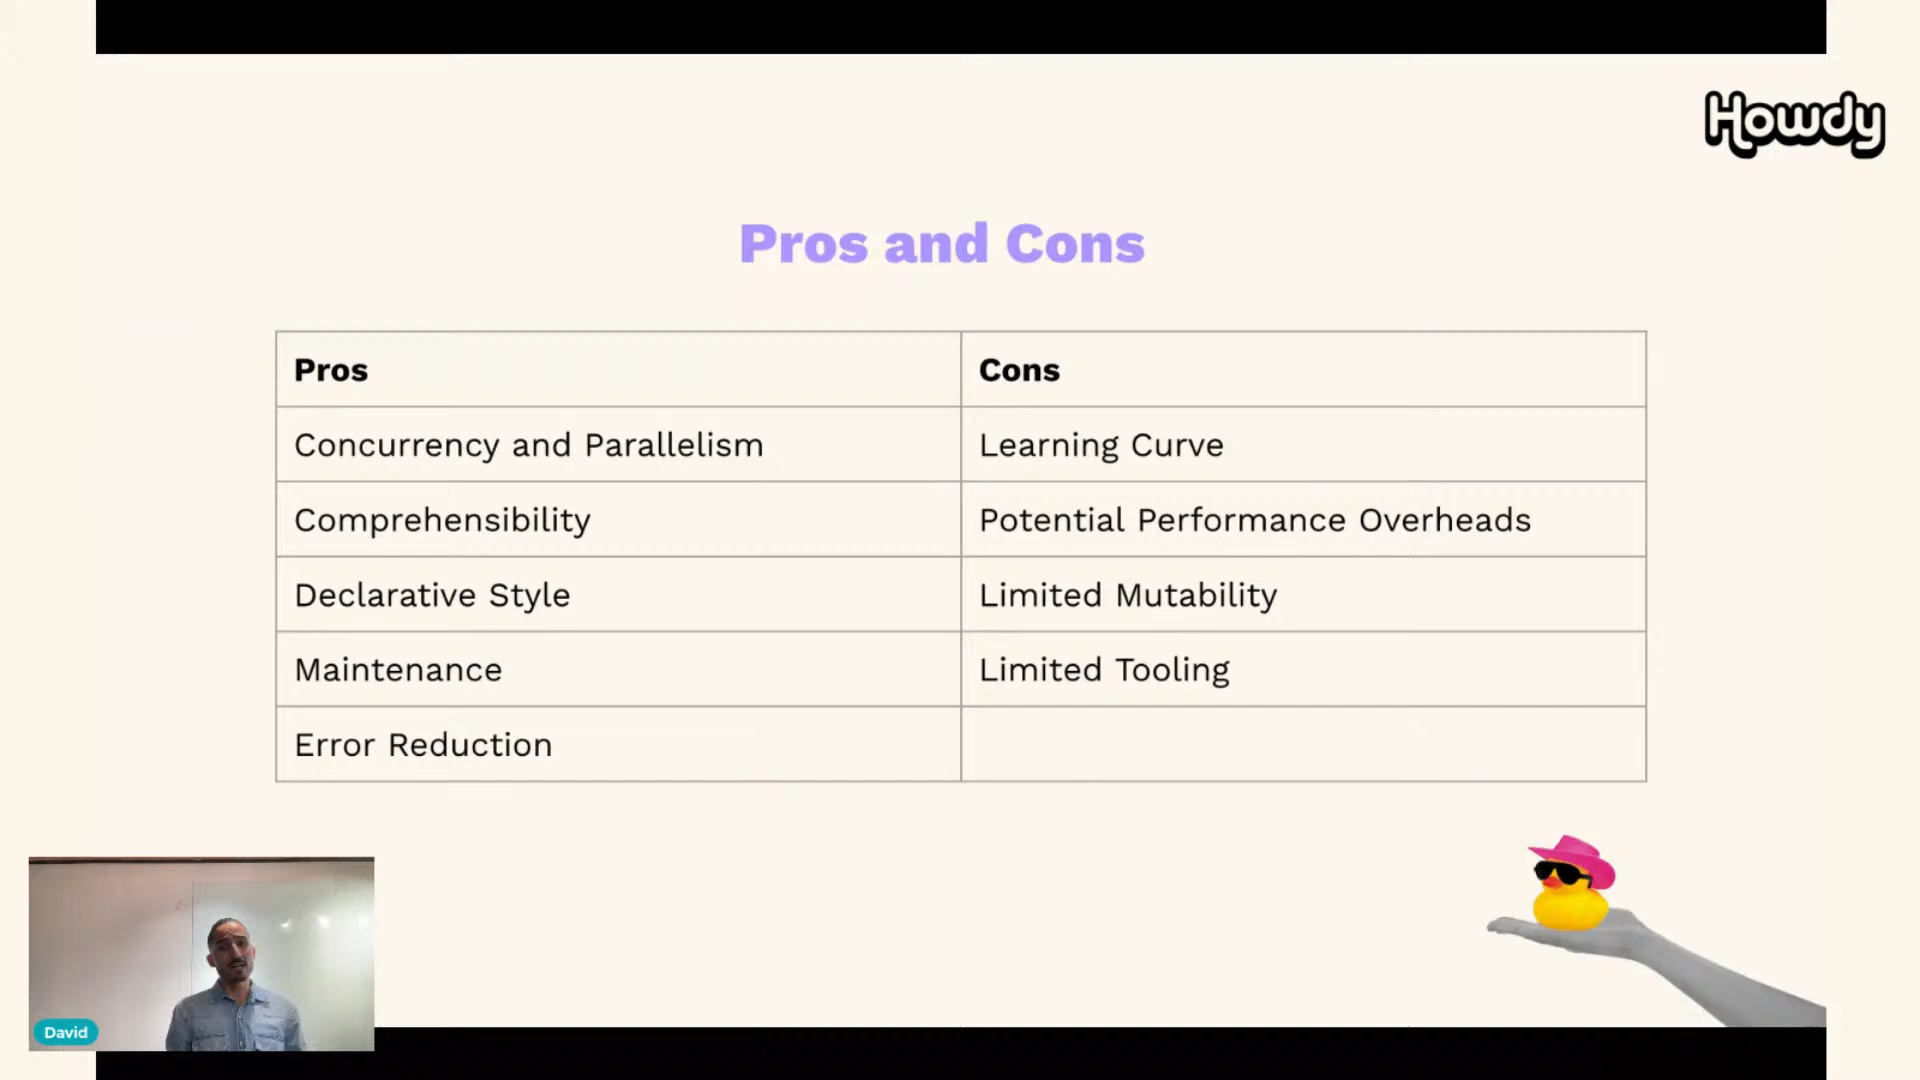 Howdy
Pros and Cons
Pros
Cons
Concurrency and Parallelism
Learning Curve
Comprehensibility
Potential Performance Overheads
Declarative Style
Limited Mutability
Maintenance
Limited Tooling
Error Reduction
David